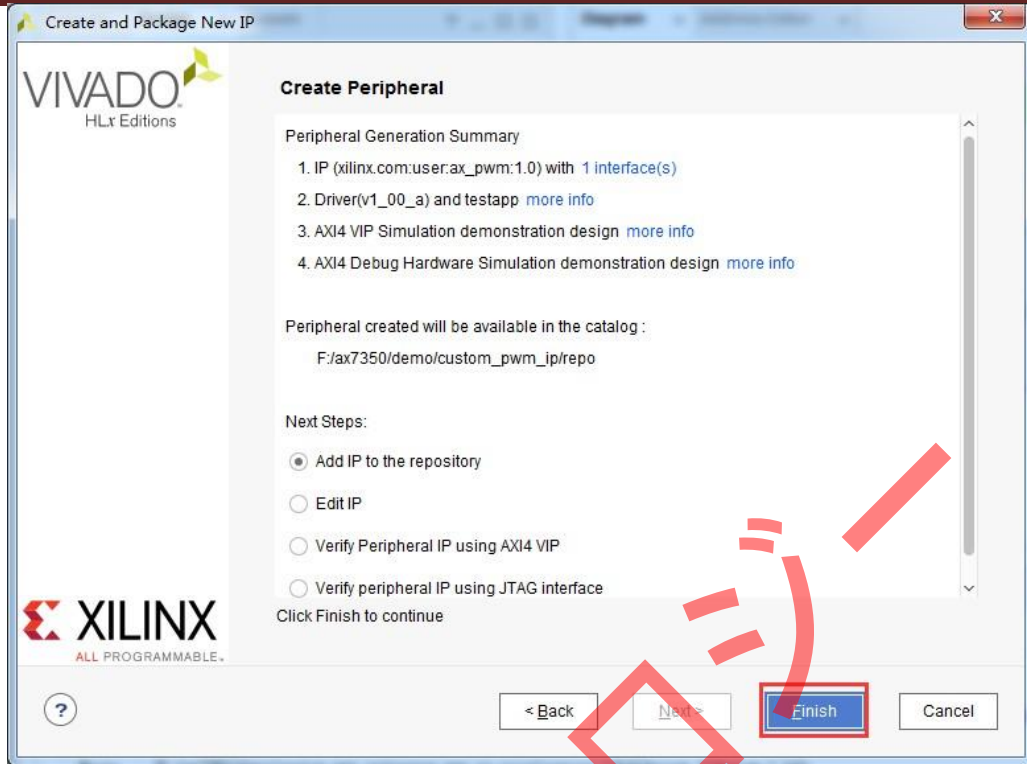 Create and Package New IP
VIVADO
HLx Editions
Create Peripheral
Peripheral Generation Summary
1. IP (xilinx.com:user:ax_pwm:1.0) with 1 interface(s)
2. Driver(v1_00_a) and testapp more info
3. AXI4 VIP Simulation demonstration design more info
4. AXI4 Debug Hardware Simulation demonstration design more info
Peripheral created will be available in the catalog :
F:/ax7350/demo/custom_pwm_ip/repo
Next Steps:
Add IP to the repository
Edit IP
Verify Peripheral IP using AXI4 VIP
Verify peripheral IP using JTAG interface
Click Finish to continue
XILINX
ALL PROGRAMMABLE.
?
< Back
Next >
Finish
Cancel
ロジー